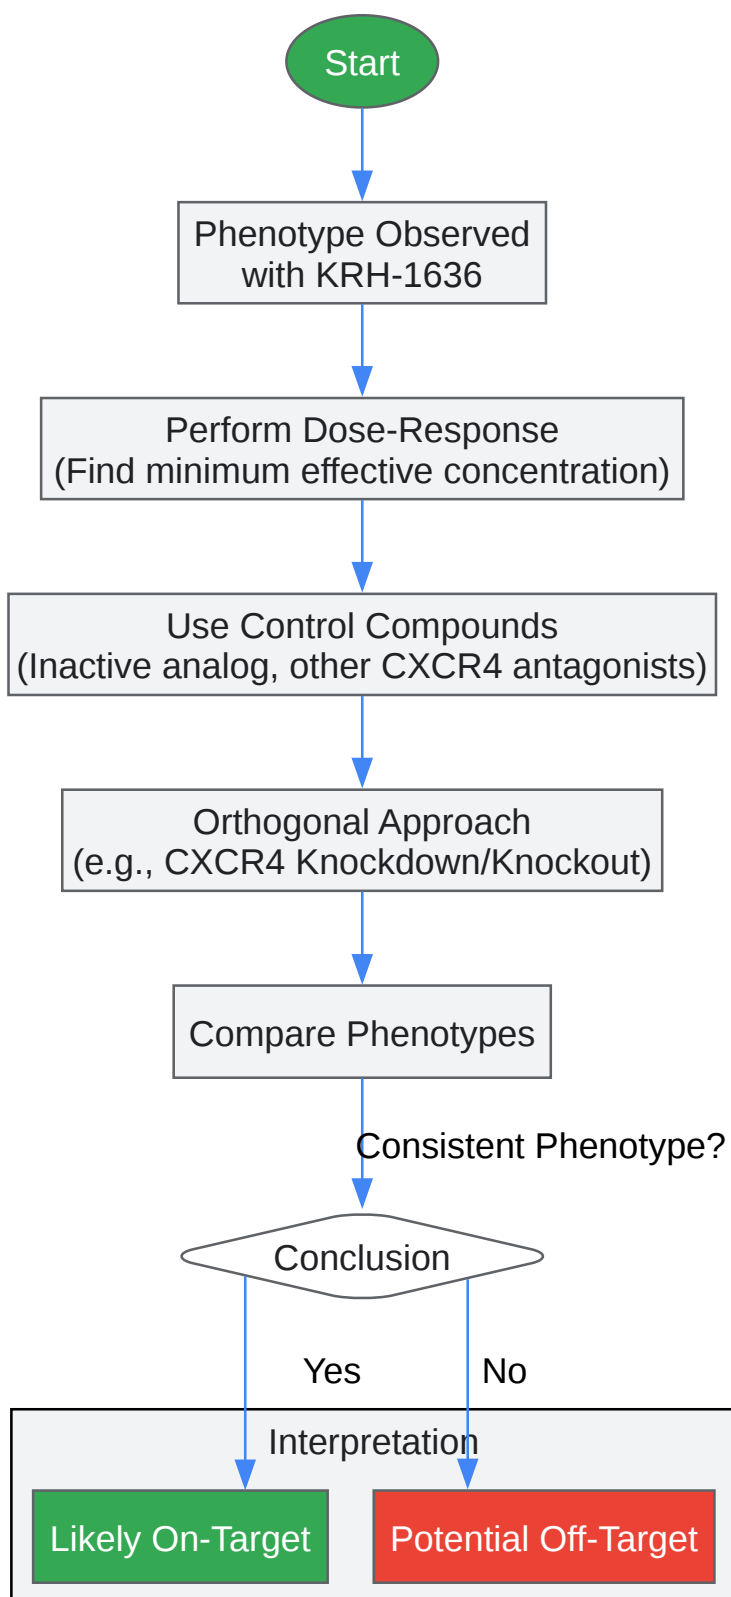 Start
Phenotype Observed
with KRH-1636
Perform Dose-Response
(Find minimum effective concentration)
Use Control Compounds
(Inactive analog, other CXCR4 antagonists)
Orthogonal Approach
(e.g., CXCR4 Knockdown/Knockout)
Compare Phenotypes
Consistent Phenotype?
Conclusion
Yes
No
Interpretation
Likely On-Target
Potential Off-Target